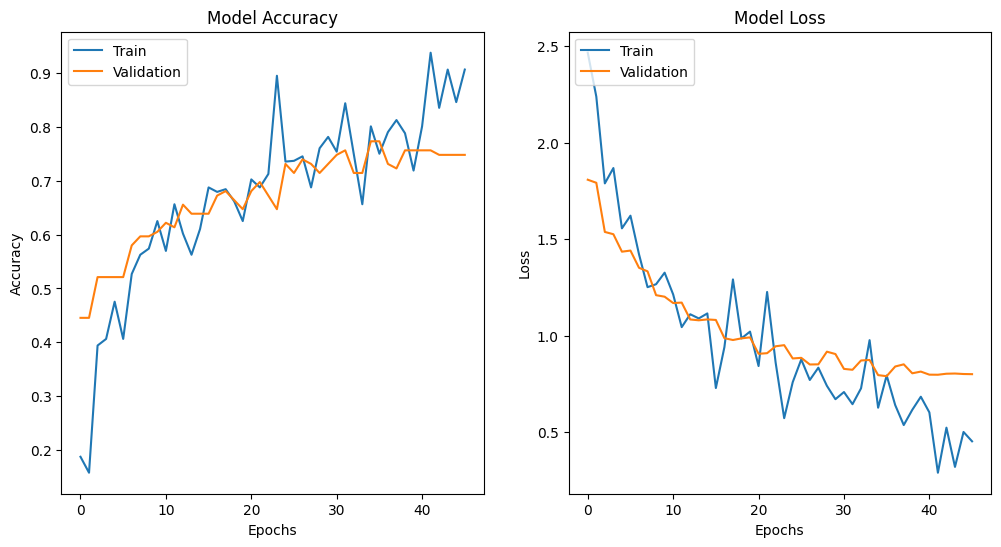 Model Accuracy
Train
Validation
0.9
0.8
0.7
0.6
0.5
0.4
0.3
0.2
Accuracy
0 10 20 30 40
Epochs
Model Loss
Train
Validation
2.5
2.0
1.5
1.0
0.5
Loss
0 10 20 30 40
Epochs